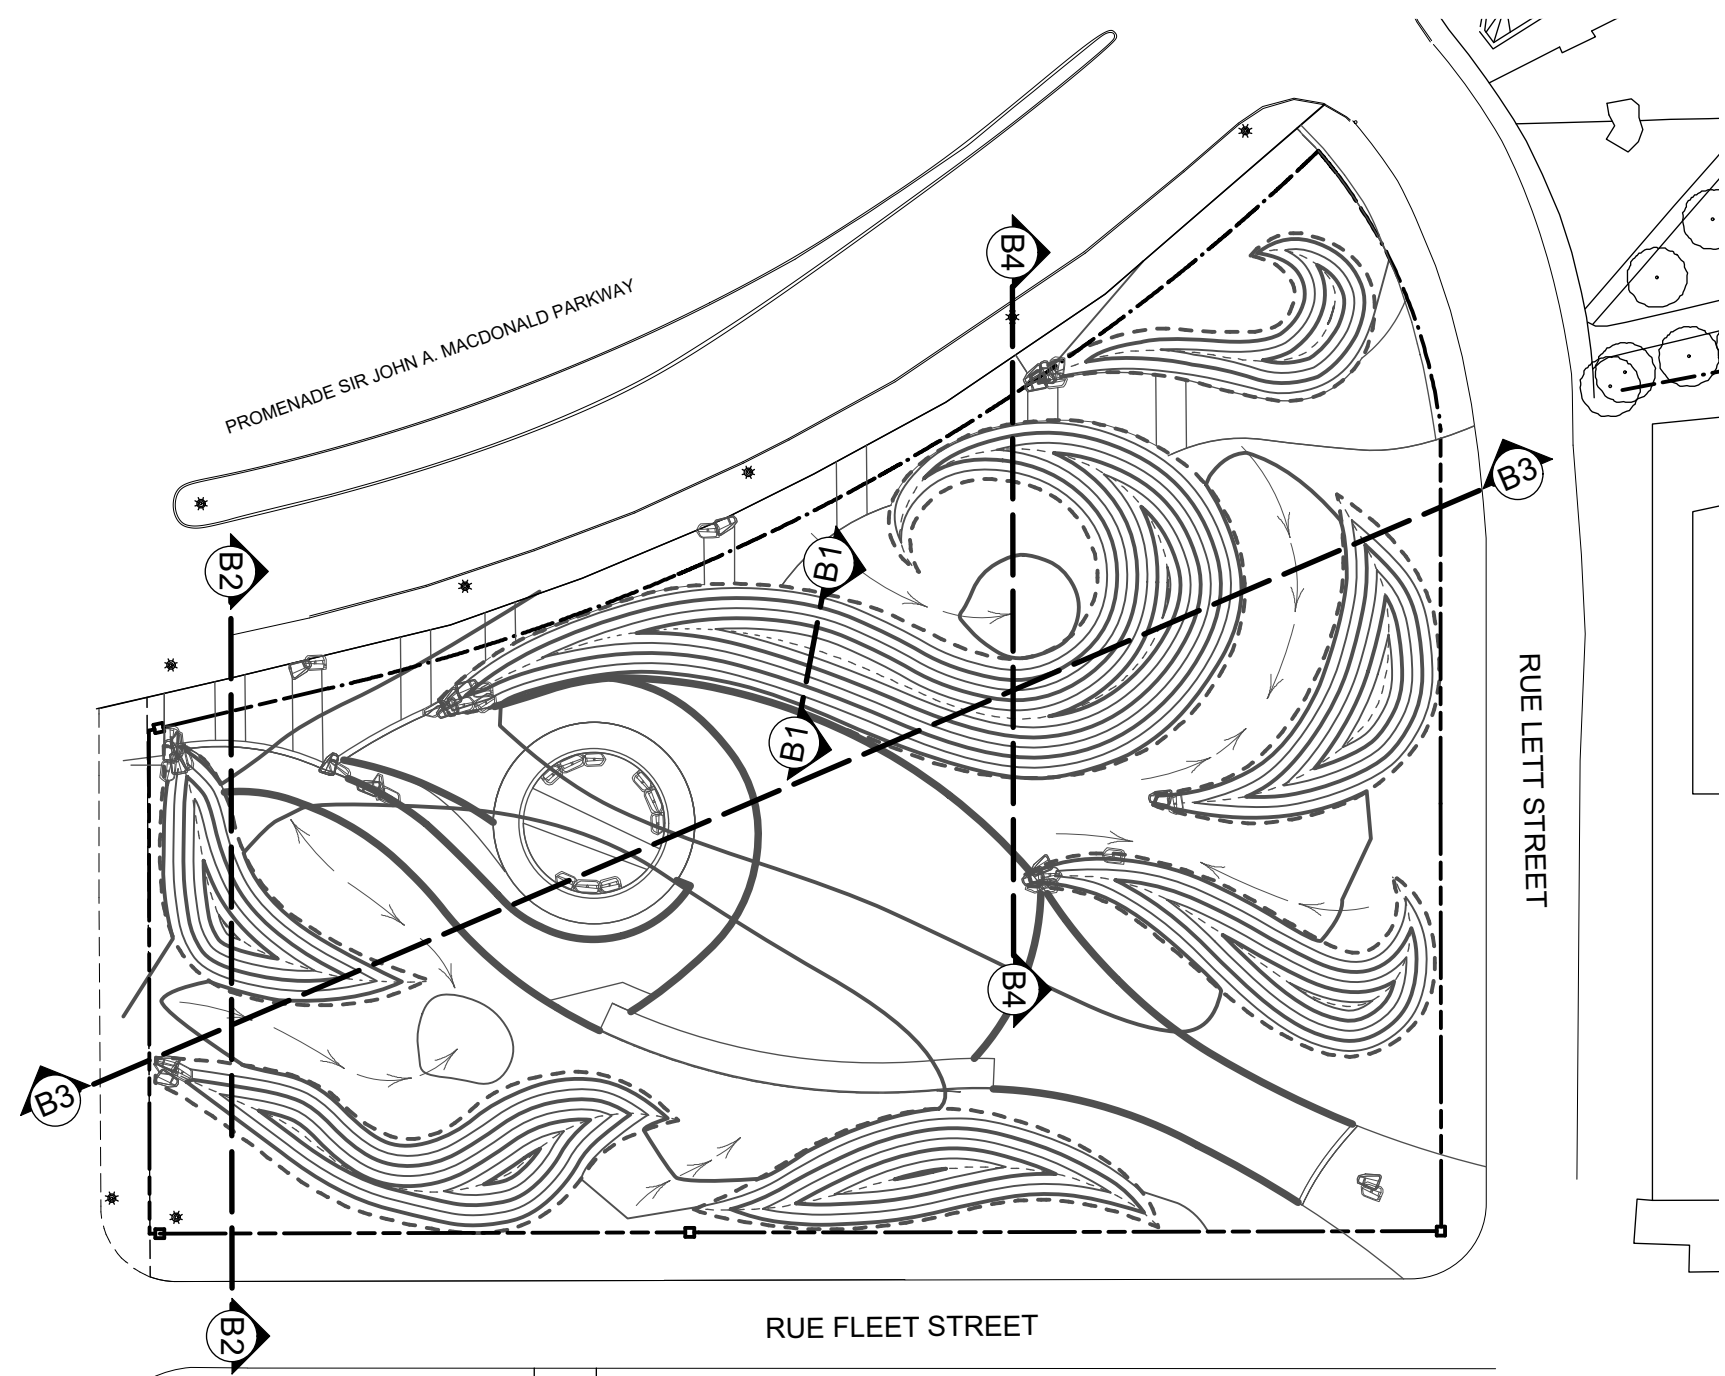 B4
PROMENADE SIR JOHN A. MACDONALD PARKWAY
B3
B2
B1
B1
RUE LETT STREET
B4
B3
RUE FLEET STREET
B2